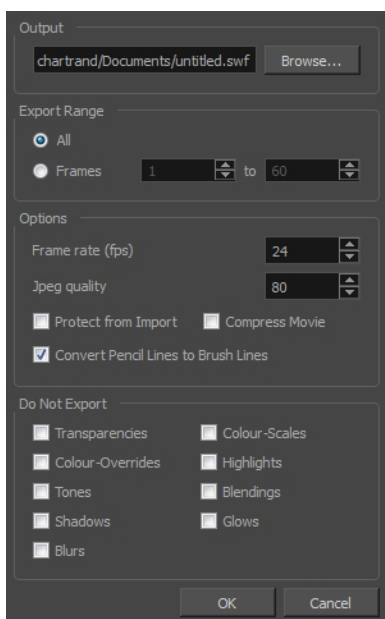 Output
chartrand/Documents/untitled.swf Browse...
Export Range
All
Frames 1 to 60
Options
Frame rate (fps) 24
Jpeg quality 80
Protect from Import Compress Movie
Convert Pencil Lines to Brush Lines
Do Not Export
Transparencies Colour-Scales
Colour-Overrides Highlights
Tones Blendings
Shadows Glows
Blurs
OK Cancel